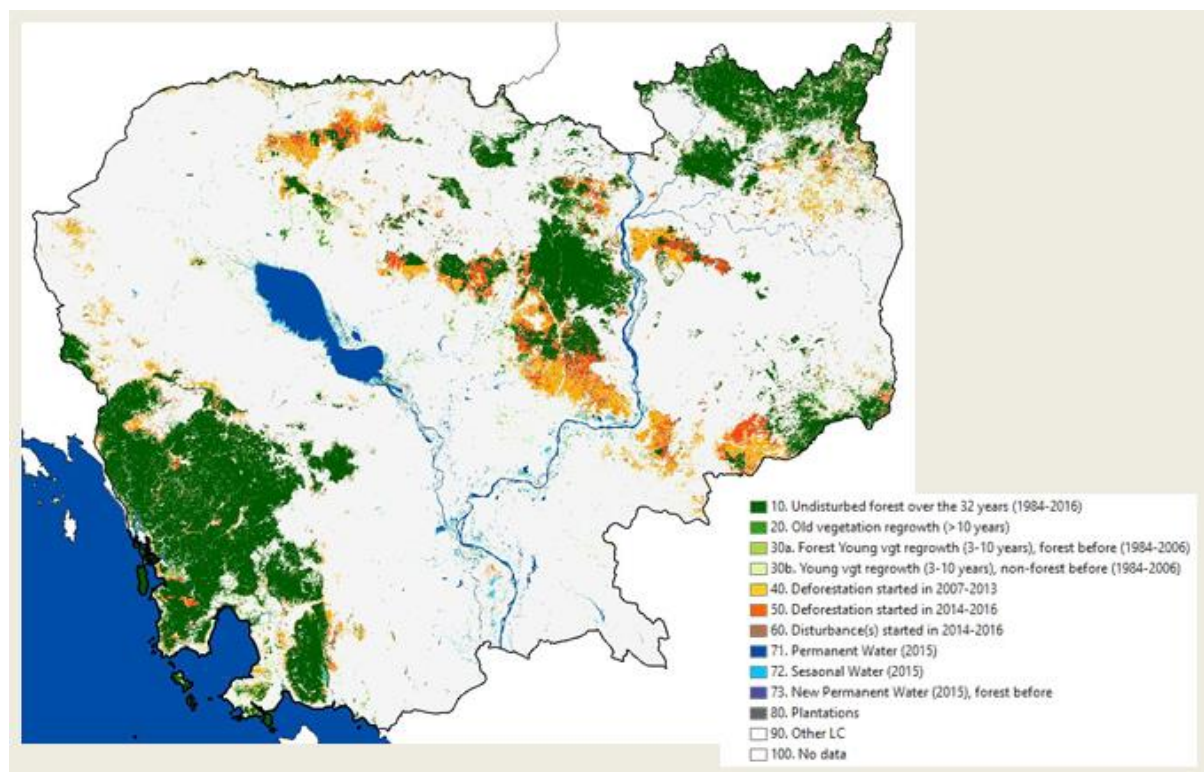 10. Undisturbed forest over the 32 years (1984-2016)
20. Old vegetation regrowth (>10 years)
30a. Forest Young vgt regrowth (3-10 years), forest before (1984-2006)
30b. Young vgt regrowth (3-10 years), non-forest before (1984-2006)
40. Deforestation started in 2007-2013
50. Deforestation started in 2014-2016
60. Disturbance(s) started in 2014-2016
71. Permanent Water (2015)
72. Sesaonal Water (2015)
73. New Permanent Water (2015), forest before
80. Plantations
90. Other LC
100. No data